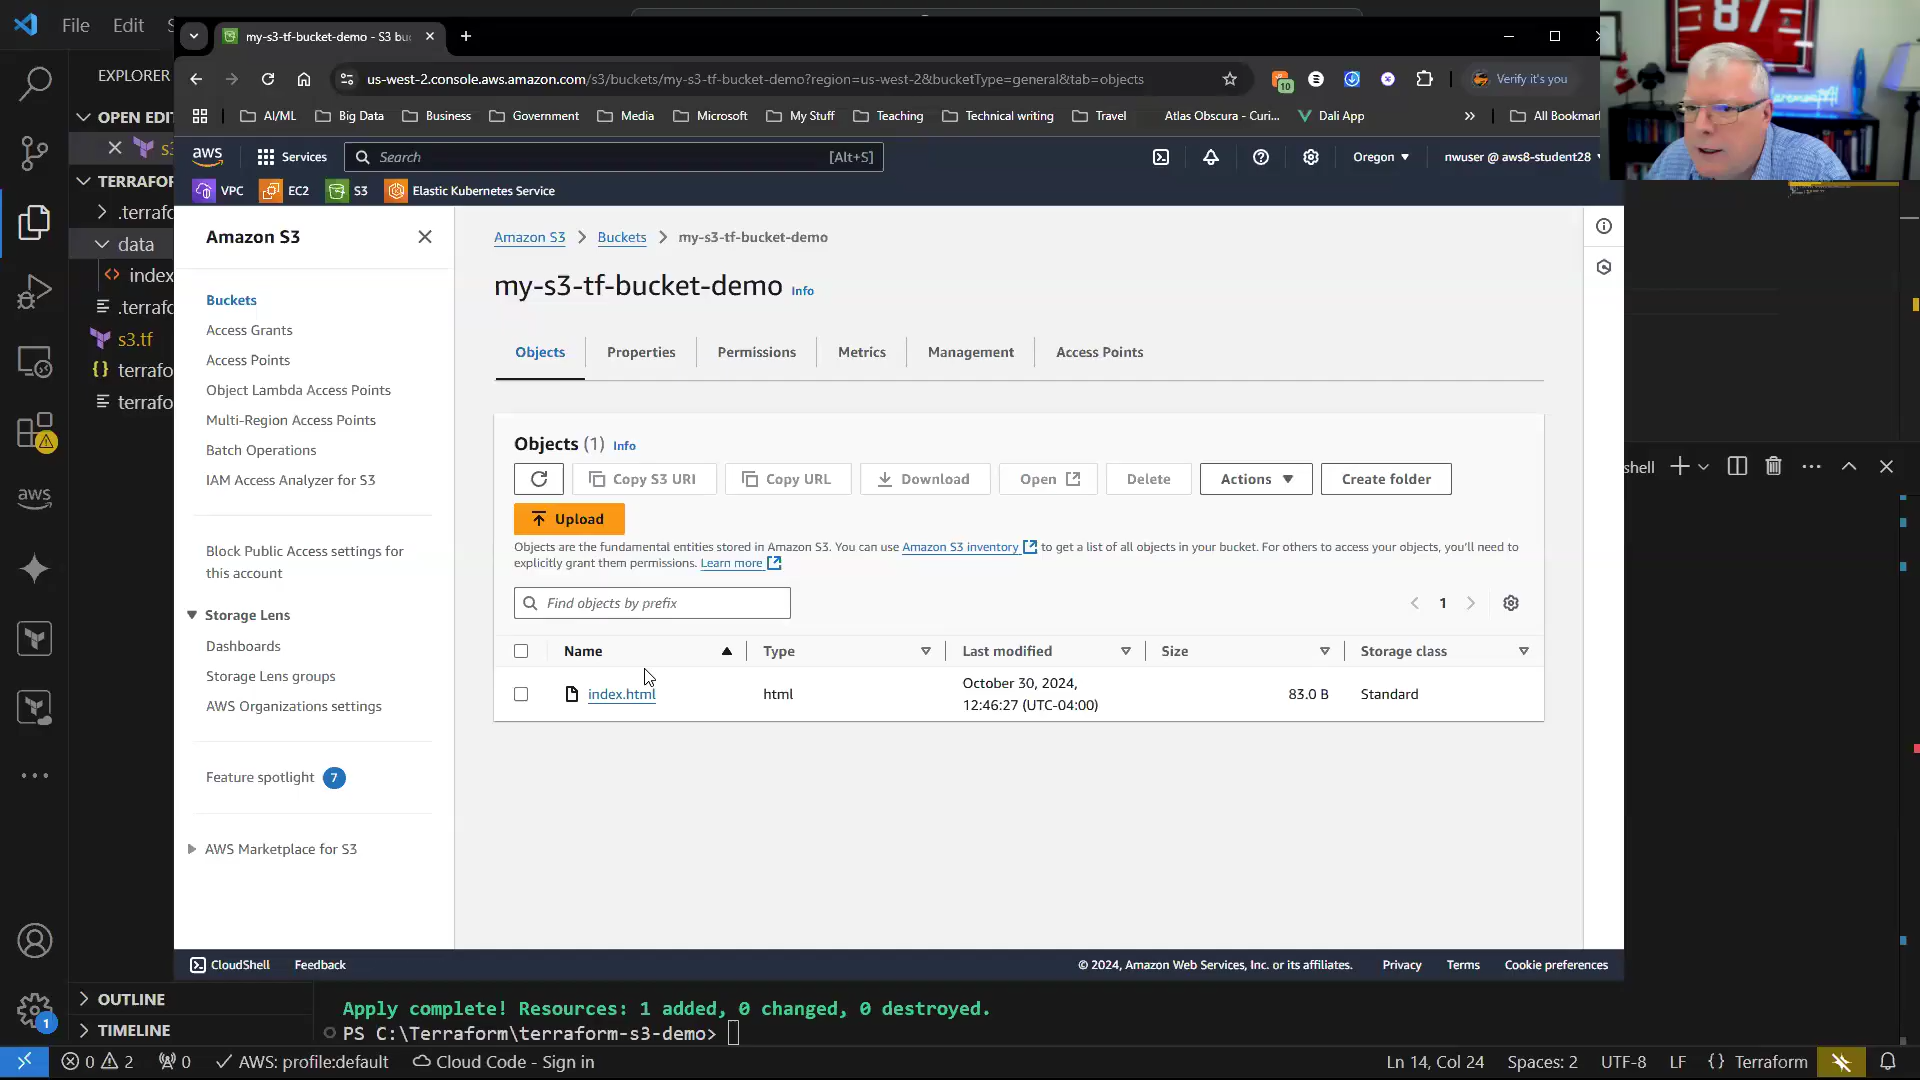 File Edit S
my-s3-tf-bucket-demo - S3 bu
us-west-2.console.aws.amazon.com/s3/buckets/my-s3-tf-bucket-demo?region=us-west-2&bucketType=general&tab=objects
10
Verify it's you
AI/ML Big Data Business Government Media Microsoft My Stuff Teaching Technical writing Travel Atlas Obscura - Curi... Dali App » All Bookmar
87
aws Services Search [Alt+S] Oregon nwuser @ aws8-student28
VPC EC2 S3 Elastic Kubernetes Service
EXPLORER
OPEN EDIT
s3
TERRAFOR
.terrafo
data
index
.terrafo
s3.tf
terrafo
terrafo
aws
Amazon S3
Buckets
Access Grants
Access Points
Object Lambda Access Points
Multi-Region Access Points
Batch Operations
IAM Access Analyzer for S3
Block Public Access settings for
this account
Storage Lens
Dashboards
Storage Lens groups
AWS Organizations settings
Feature spotlight 7
AWS Marketplace for S3
Amazon S3 > Buckets > my-s3-tf-bucket-demo
my-s3-tf-bucket-demo Info
Objects Properties Permissions Metrics Management Access Points
Objects (1) Info
Copy S3 URI Copy URL Download Open Delete Actions Create folder
Upload
Objects are the fundamental entities stored in Amazon S3. You can use Amazon S3 inventory to get a list of all objects in your bucket. For others to access your objects, you'll need to
explicitly grant them permissions. Learn more
Find objects by prefix
1
Name Type Last modified Size Storage class
index.html html October 30, 2024, 12:46:27 (UTC-04:00) 83.0 B Standard
shell
CloudShell Feedback © 2024, Amazon Web Services, Inc. or its affiliates. Privacy Terms Cookie preferences
OUTLINE
TIMELINE
1
Apply complete! Resources: 1 added, 0 changed, 0 destroyed.
PS C:\Terraform\terraform-s3-demo>
0 2 0 AWS: profile:default Cloud Code - Sign in Ln 14, Col 24 Spaces: 2 UTF-8 LF {} Terraform